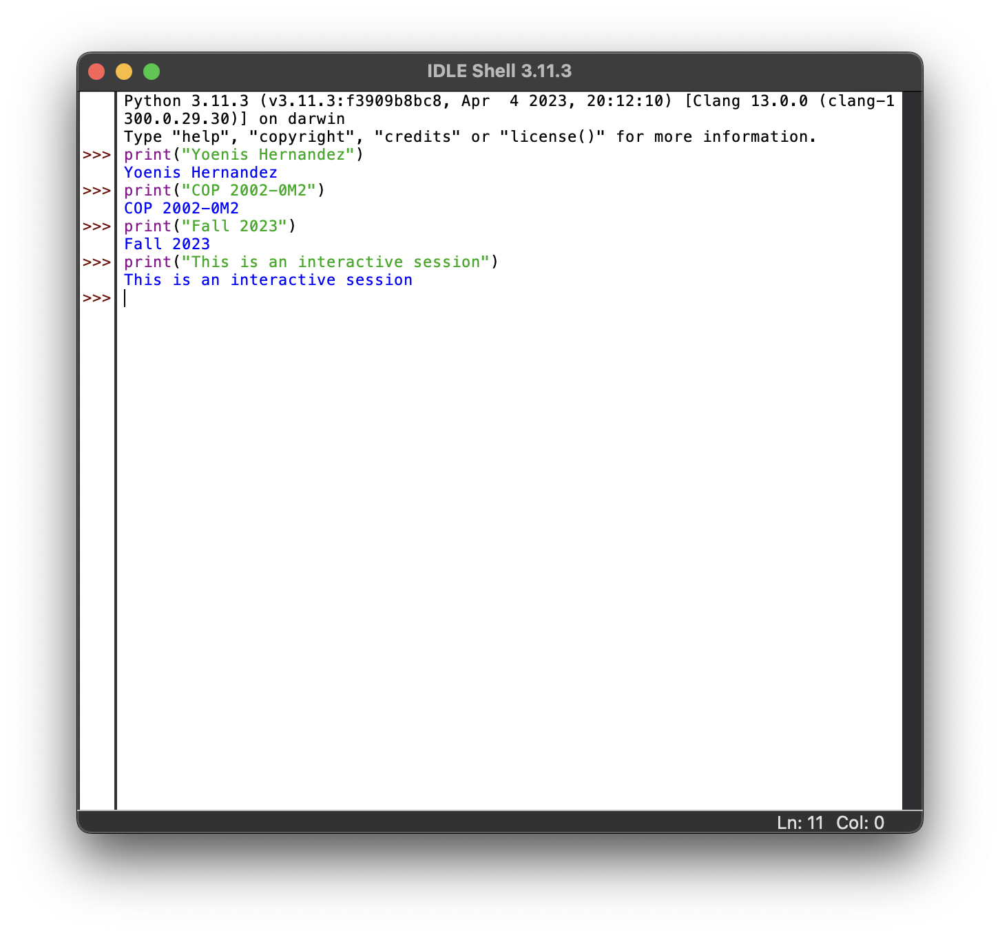 IDLE Shell 3.11.3
Python 3.11.3 (v3.11.3:f3909b8bc8, Apr  4 2023, 20:12:10) [Clang 13.0.0 (clang-1
300.0.29.30)] on darwin
Type "help", "copyright", "credits" or "license()" for more information.
>>> print("Yoenis Hernandez")
Yoenis Hernandez
>>> print("COP 2002-0M2")
COP 2002-0M2
>>> print("Fall 2023")
Fall 2023
>>> print("This is an interactive session")
This is an interactive session
>>>
Ln: 11  Col: 0